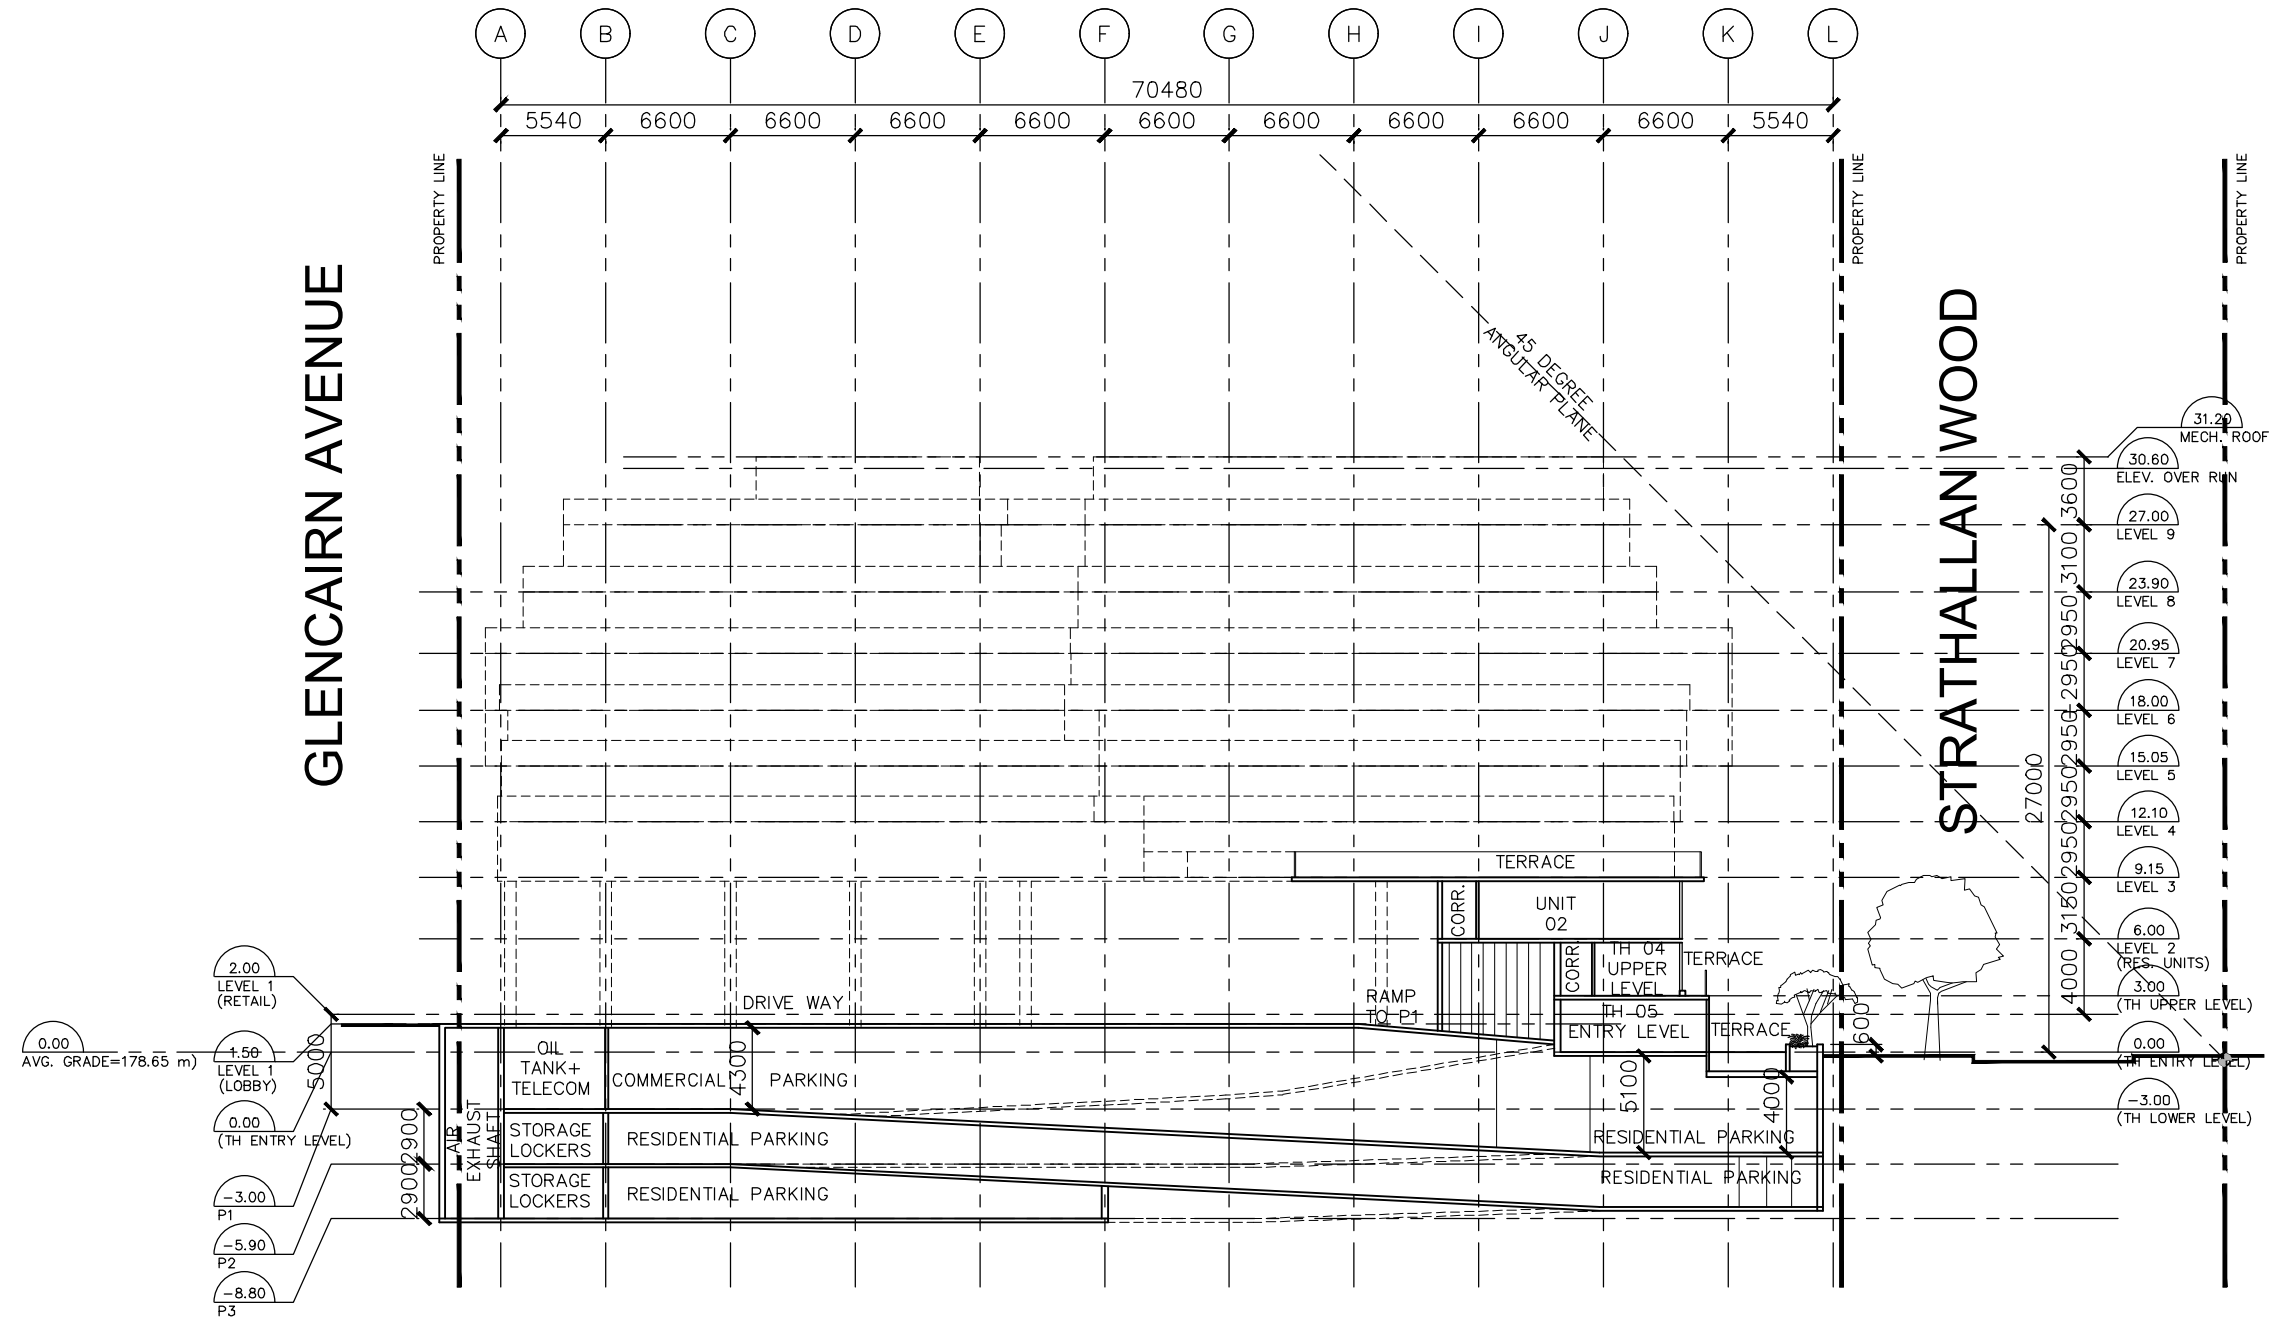 A B C D E F G H I J K L
70480
5540 6600 6600 6600 6600 6600 6600 6600 6600 6600 5540
PROPERTY LINE
PROPERTY LINE
PROPERTY LINE
GLENCAIRN AVENUE
STRATHALLAN WOOD
45 DEGREE
ANGULAR PLANE
31.20
MECH. ROOF
30.60
ELEV. OVER RUN
27.00
LEVEL 9
23.90
LEVEL 8
20.95
LEVEL 7
18.00
LEVEL 6
15.05
LEVEL 5
12.10
LEVEL 4
9.15
LEVEL 3
6.00
LEVEL 2
(RES. UNITS)
3.00
(TH UPPER LEVEL)
0.00
(TH ENTRY LEVEL)
-3.00
(TH LOWER LEVEL)
3600
3100
2950
2950
2950
2950
2950
3150
4000
27000
600
TERRACE
CORR.
UNIT
02
CORR.
TH 04
UPPER
LEVEL
TERRACE
TH 05
ENTRY LEVEL
TERRACE
RAMP
TO P1
DRIVE WAY
2.00
LEVEL 1
(RETAIL)
0.00
AVG. GRADE=178.65 m)
1.50
LEVEL 1
(LOBBY)
0.00
(TH ENTRY LEVEL)
-3.00
P1
-5.90
P2
-8.80
P3
5000
2900
2900
AIR
EXHAUST
SHAFT
OIL
TANK+
TELECOM
COMMERCIAL PARKING
4300
STORAGE
LOCKERS
RESIDENTIAL PARKING
STORAGE
LOCKERS
RESIDENTIAL PARKING
5100
4000
RESIDENTIAL PARKING
RESIDENTIAL PARKING